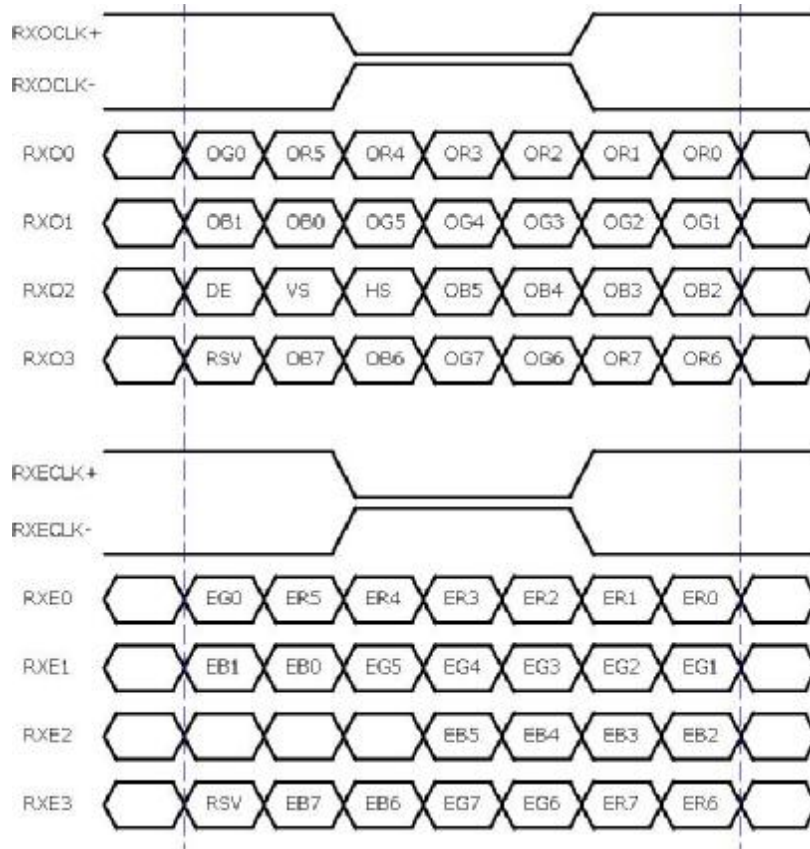 RXOCLK+
RXOCLK-
RXO0 OG0 OR5 OR4 OR3 OR2 OR1 OR0
RXO1 OB1 OB0 OG5 OG4 OG3 OG2 OG1
RXO2 DE VS HS OB5 OB4 OB3 OB2
RXO3 RSV OB7 OB6 OG7 OG6 OR7 OR6
RXECLK+
RXECLK-
RXE0 EG0 ER5 ER4 ER3 ER2 ER1 ER0
RXE1 EB1 EB0 EG5 EG4 EG3 EG2 EG1
RXE2 EB5 EB4 EB3 EB2
RXE3 RSV EB7 EB6 EG7 EG6 ER7 ER6